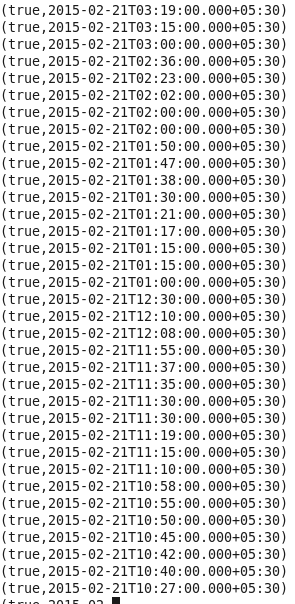 (true,2015-02-21T03:19:00.000+05:30)
(true,2015-02-21T03:15:00.000+05:30)
(true,2015-02-21T03:00:00.000+05:30)
(true,2015-02-21T02:36:00.000+05:30)
(true,2015-02-21T02:23:00.000+05:30)
(true,2015-02-21T02:02:00.000+05:30)
(true,2015-02-21T02:00:00.000+05:30)
(true,2015-02-21T02:00:00.000+05:30)
(true,2015-02-21T01:50:00.000+05:30)
(true,2015-02-21T01:47:00.000+05:30)
(true,2015-02-21T01:38:00.000+05:30)
(true,2015-02-21T01:30:00.000+05:30)
(true,2015-02-21T01:21:00.000+05:30)
(true,2015-02-21T01:17:00.000+05:30)
(true,2015-02-21T01:15:00.000+05:30)
(true,2015-02-21T01:15:00.000+05:30)
(true,2015-02-21T01:00:00.000+05:30)
(true,2015-02-21T12:30:00.000+05:30)
(true,2015-02-21T12:10:00.000+05:30)
(true,2015-02-21T12:08:00.000+05:30)
(true,2015-02-21T11:55:00.000+05:30)
(true,2015-02-21T11:37:00.000+05:30)
(true,2015-02-21T11:35:00.000+05:30)
(true,2015-02-21T11:30:00.000+05:30)
(true,2015-02-21T11:30:00.000+05:30)
(true,2015-02-21T11:19:00.000+05:30)
(true,2015-02-21T11:15:00.000+05:30)
(true,2015-02-21T11:10:00.000+05:30)
(true,2015-02-21T10:58:00.000+05:30)
(true,2015-02-21T10:55:00.000+05:30)
(true,2015-02-21T10:50:00.000+05:30)
(true,2015-02-21T10:45:00.000+05:30)
(true,2015-02-21T10:42:00.000+05:30)
(true,2015-02-21T10:40:00.000+05:30)
(true,2015-02-21T10:27:00.000+05:30)
(true,2015-02-